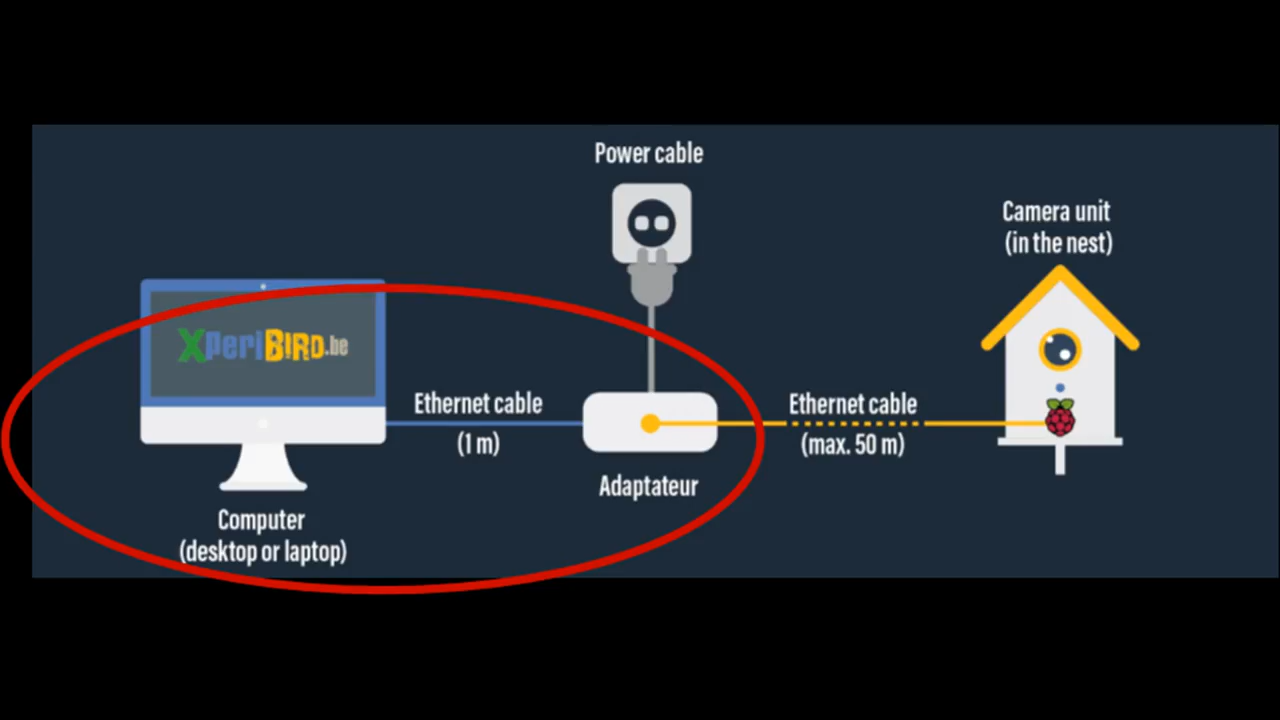 Power cable
Camera unit
(in the nest)
XperiBIRD.be
Ethernet cable
(1 m)
Ethernet cable
(max. 50 m)
Adaptateur
Computer
(desktop or laptop)